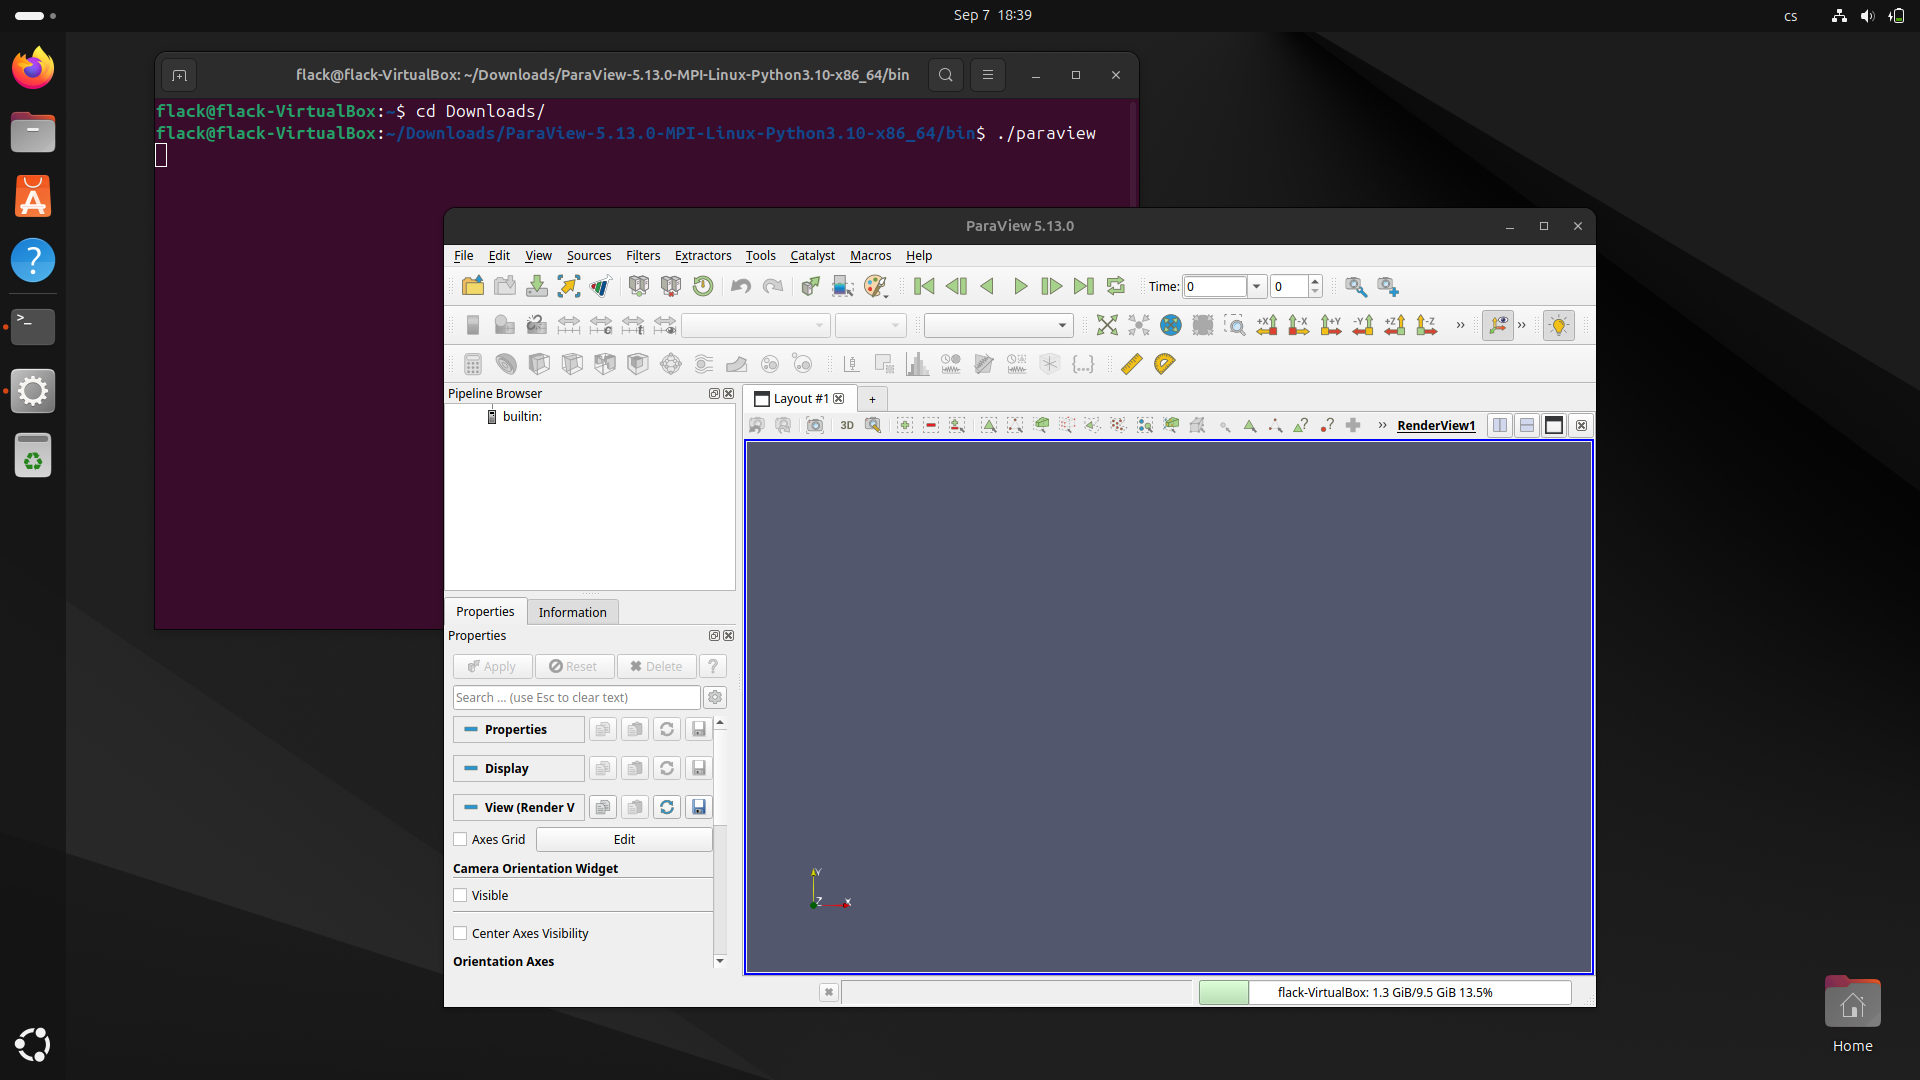 Sep 7 18:39
cs
flack@flack-VirtualBox: ~/Downloads/ParaView-5.13.0-MPI-Linux-Python3.10-x86_64/bin
flack@flack-VirtualBox:~$ cd Downloads/
flack@flack-VirtualBox:~/Downloads/ParaView-5.13.0-MPI-Linux-Python3.10-x86_64/bin$ ./paraview
ParaView 5.13.0
File Edit View Sources Filters Extractors Tools Catalyst Macros Help
Time: 0 0
+X -X +Y -Y +Z -Z
Pipeline Browser
builtin:
Layout #1 +
3D RenderView1
Properties Information
Properties
Apply Reset Delete ?
Search ... (use Esc to clear text)
Properties
Display
View (Render V
Axes Grid Edit
Camera Orientation Widget
Visible
Center Axes Visibility
Orientation Axes
Y
Z X
flack-VirtualBox: 1.3 GiB/9.5 GiB 13.5%
Home